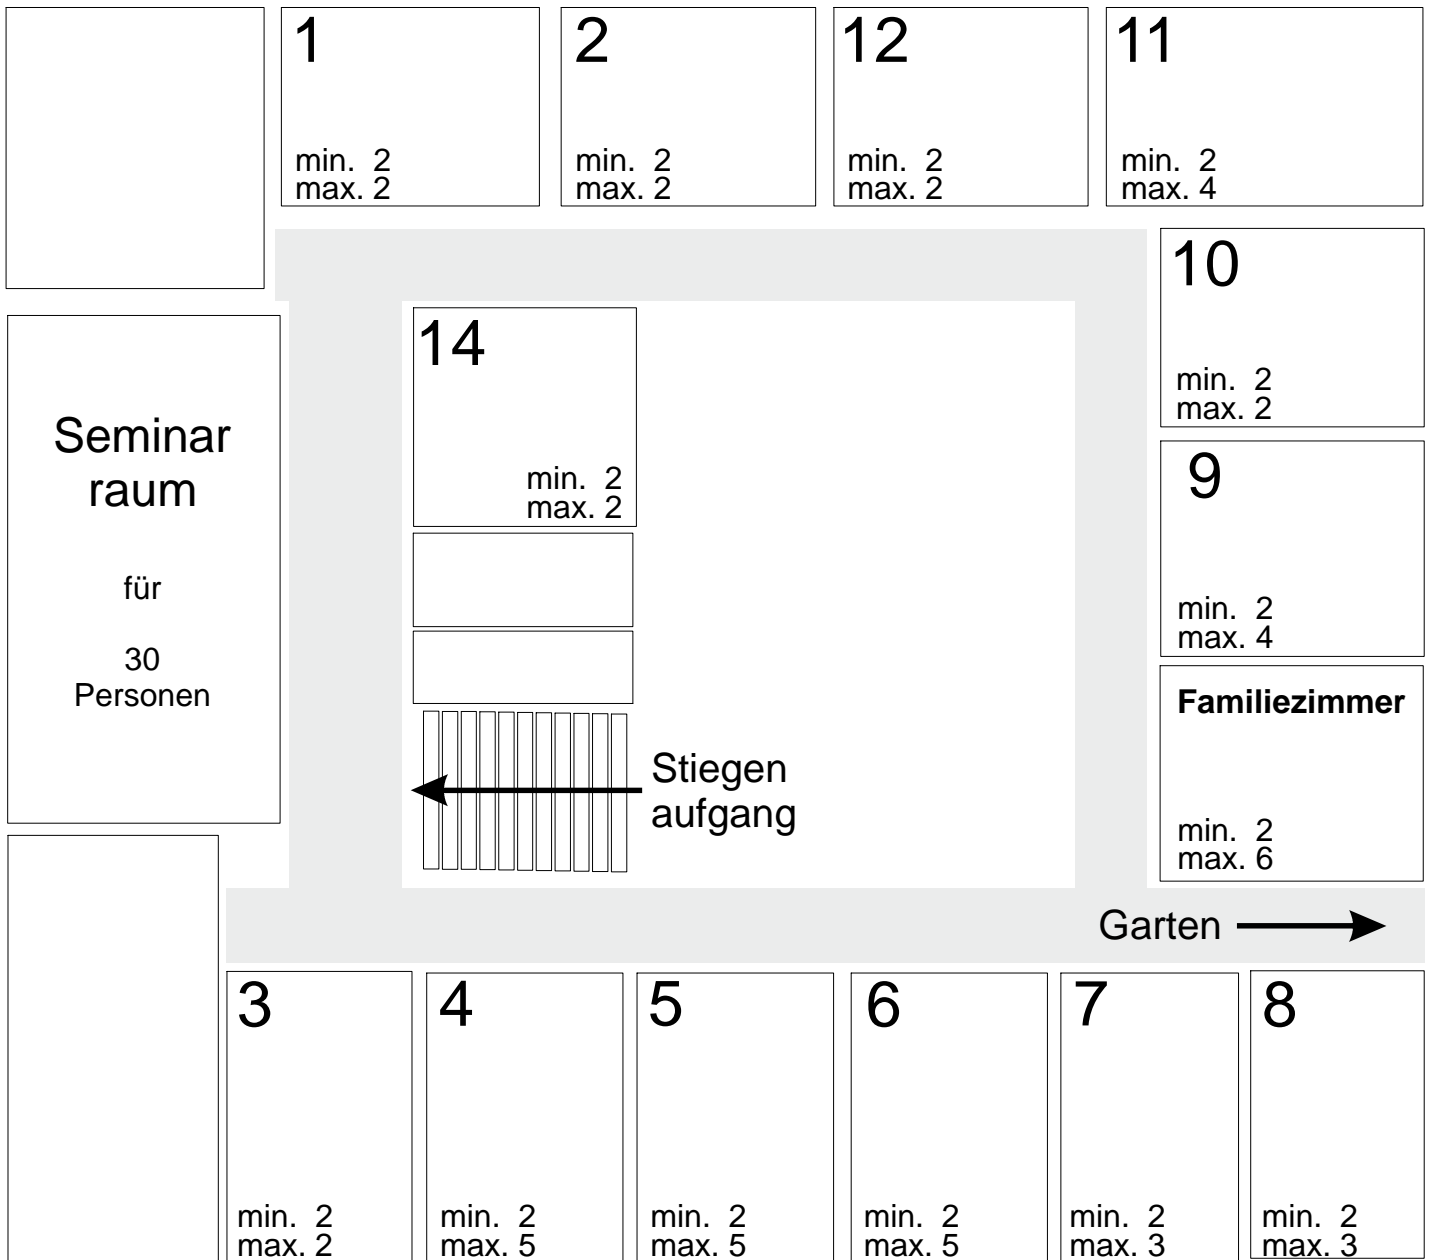 1
min. 2
max. 2
2
min. 2
max. 2
12
min. 2
max. 2
11
min. 2
max. 4
10
min. 2
max. 2
14
min. 2
max. 2
Seminar
raum
für
30
Personen
9
min. 2
max. 4
Familiezimmer
min. 2
max. 6
Stiegen
aufgang
Garten
3
min. 2
max. 2
4
min. 2
max. 5
5
min. 2
max. 5
6
min. 2
max. 5
7
min. 2
max. 3
8
min. 2
max. 3